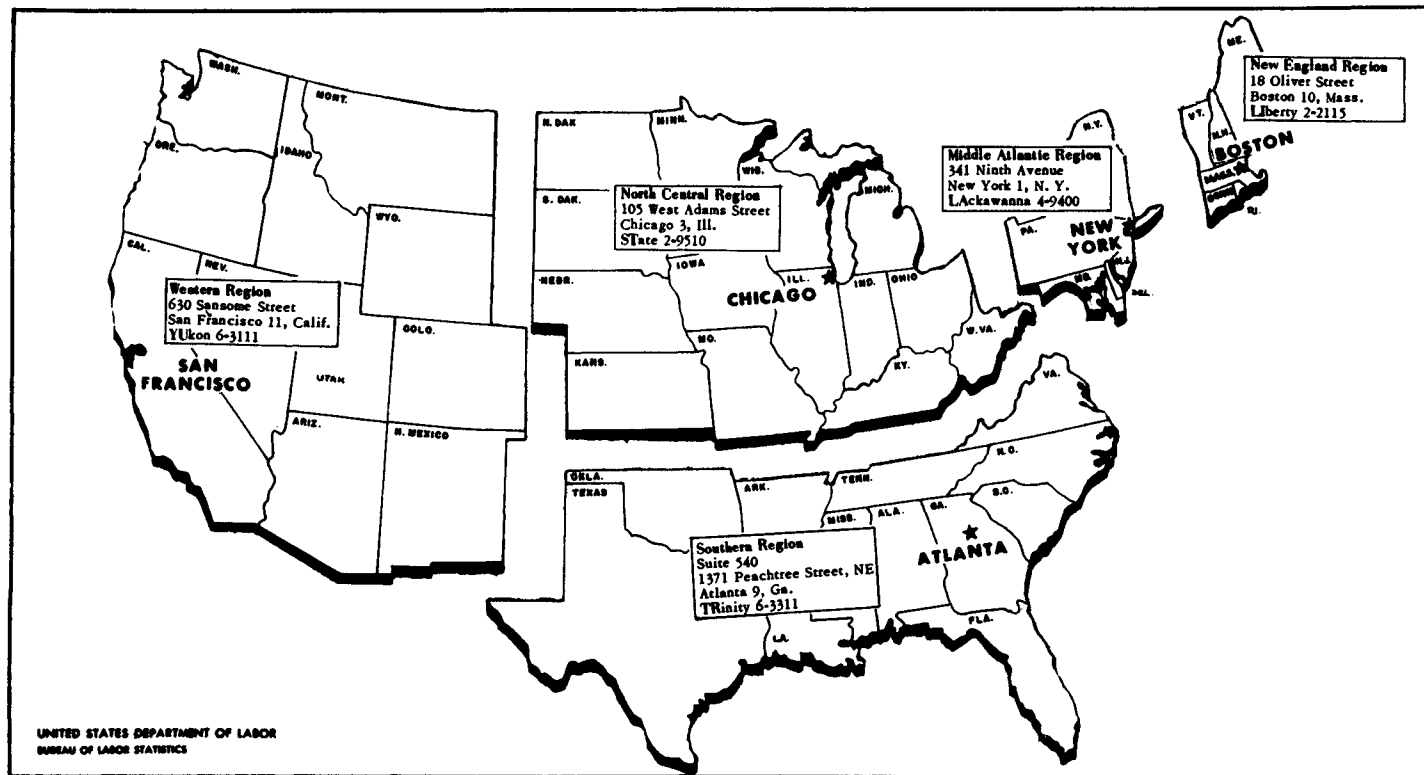 ME.
New England Region
18 Oliver Street
Boston 10, Mass.
LIberty 2-2115
WASH.
MONT.
N. DAK
MINN.
N.Y.
VT.
N.H.
BOSTON
MASS.
CONN.
R.I.
ORE.
IDAHO
WIS.
MICH.
Middle Atlantic Region
341 Ninth Avenue
New York 1, N. Y.
LAckawanna 4-9400
WYO.
S. DAK.
North Central Region
105 West Adams Street
Chicago 3, Ill.
STate 2-9510
PA.
NEW
YORK
N.J.
MD.
DEL.
CAL.
NEV.
IOWA
NEBR.
ILL.
IND.
OHIO
CHICAGO
W.VA.
Western Region
630 Sansome Street
San Francisco 11, Calif.
YUkon 6-3111
COLO.
SAN
FRANCISCO
UTAH
KANS.
MO.
KY.
VA.
ARIZ.
N. MEXICO
OKLA.
TEXAS
ARK.
TENN.
N.C.
S.C.
MISS.
ALA.
GA.
ATLANTA
Southern Region
Suite 540
1371 Peachtree Street, NE
Atlanta 9, Ga.
TRinity 6-3311
LA.
FLA.
UNITED STATES DEPARTMENT OF LABOR
BUREAU OF LABOR STATISTICS